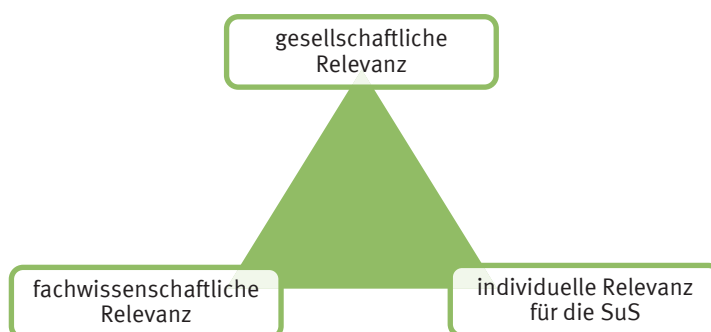 gesellschaftliche
Relevanz
fachwissenschaftliche
Relevanz
individuelle Relevanz
für die SuS